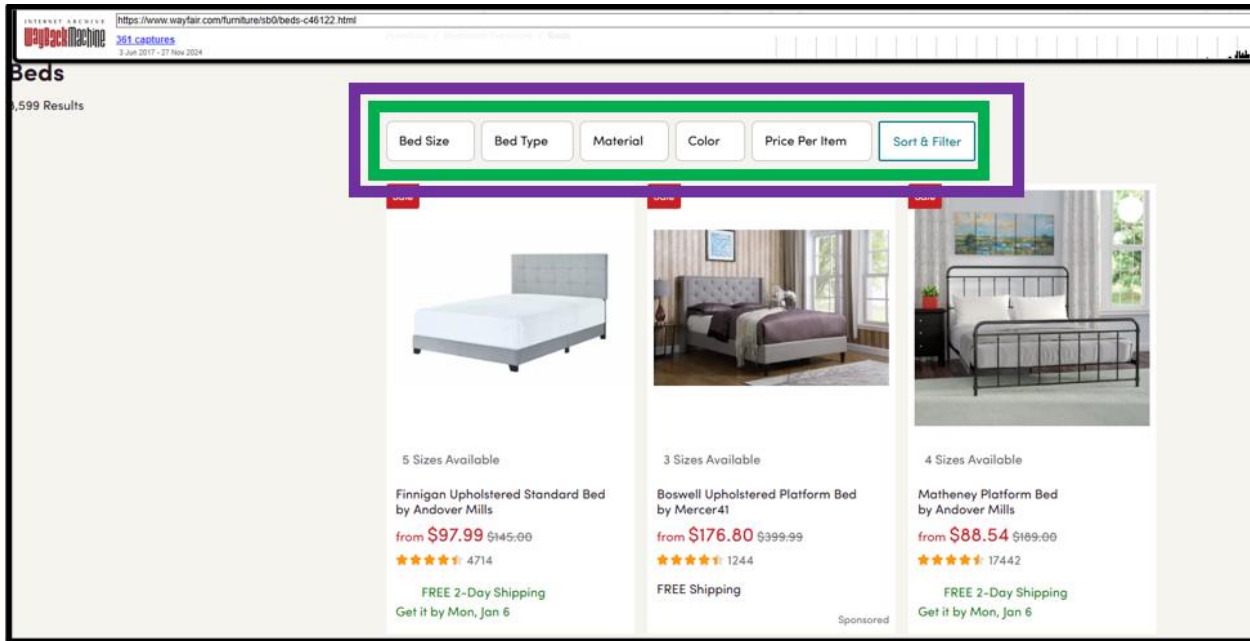 INTERNET ARCHIVE
WaybackMachine
https://www.wayfair.com/furniture/sb0/beds-c46122.html
361 captures
3 Jun 2017 - 27 Nov 2024
Beds
,599 Results
Bed Size
Bed Type
Material
Color
Price Per Item
Sort & Filter
Sale
Sale
Sale
5 Sizes Available
Finnigan Upholstered Standard Bed
by Andover Mills
from $97.99 $145.00
4714
FREE 2-Day Shipping
Get it by Mon, Jan 6
3 Sizes Available
Boswell Upholstered Platform Bed
by Mercer41
from $176.80 $399.99
1244
FREE Shipping
Sponsored
4 Sizes Available
Matheney Platform Bed
by Andover Mills
from $88.54 $189.00
17442
FREE 2-Day Shipping
Get it by Mon, Jan 6